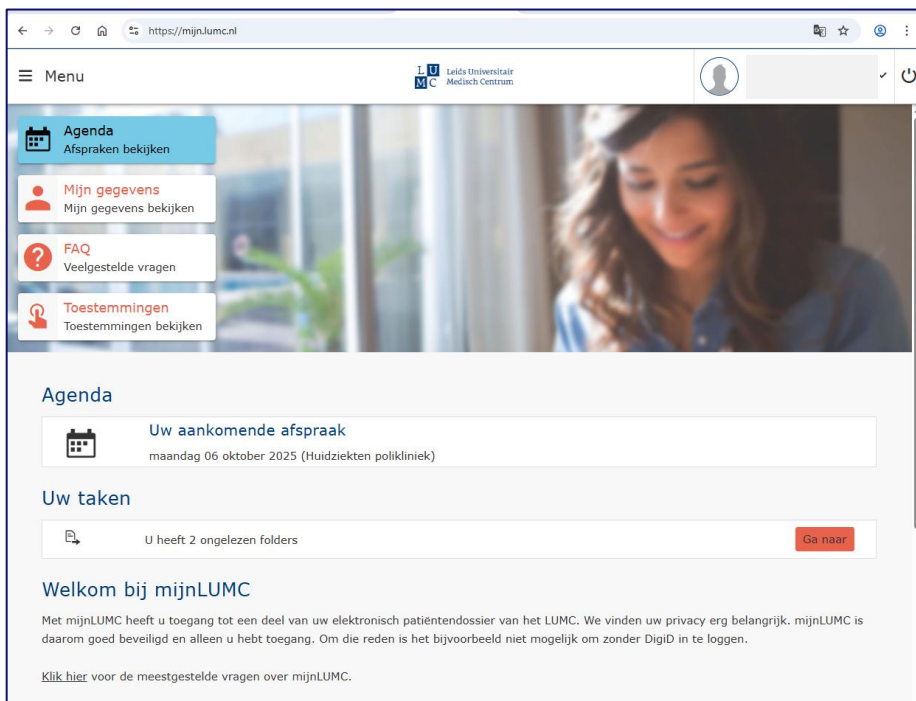 https://mijn.lumc.nl
Menu
L U Leids Universitair
M C Medisch Centrum
Agenda
Afspraken bekijken
Mijn gegevens
Mijn gegevens bekijken
FAQ
Veelgestelde vragen
Toestemmingen
Toestemmingen bekijken
Agenda
Uw aankomende afspraak
maandag 06 oktober 2025 (Huidziekten polikliniek)
Uw taken
U heeft 2 ongelezen folders
Ga naar
Welkom bij mijnLUMC
Met mijnLUMC heeft u toegang tot een deel van uw elektronisch patiëntendossier van het LUMC. We vinden uw privacy erg belangrijk. mijnLUMC is
daarom goed beveiligd en alleen u hebt toegang. Om die reden is het bijvoorbeeld niet mogelijk om zonder DigiD in te loggen.
Klik hier voor de meestgestelde vragen over mijnLUMC.